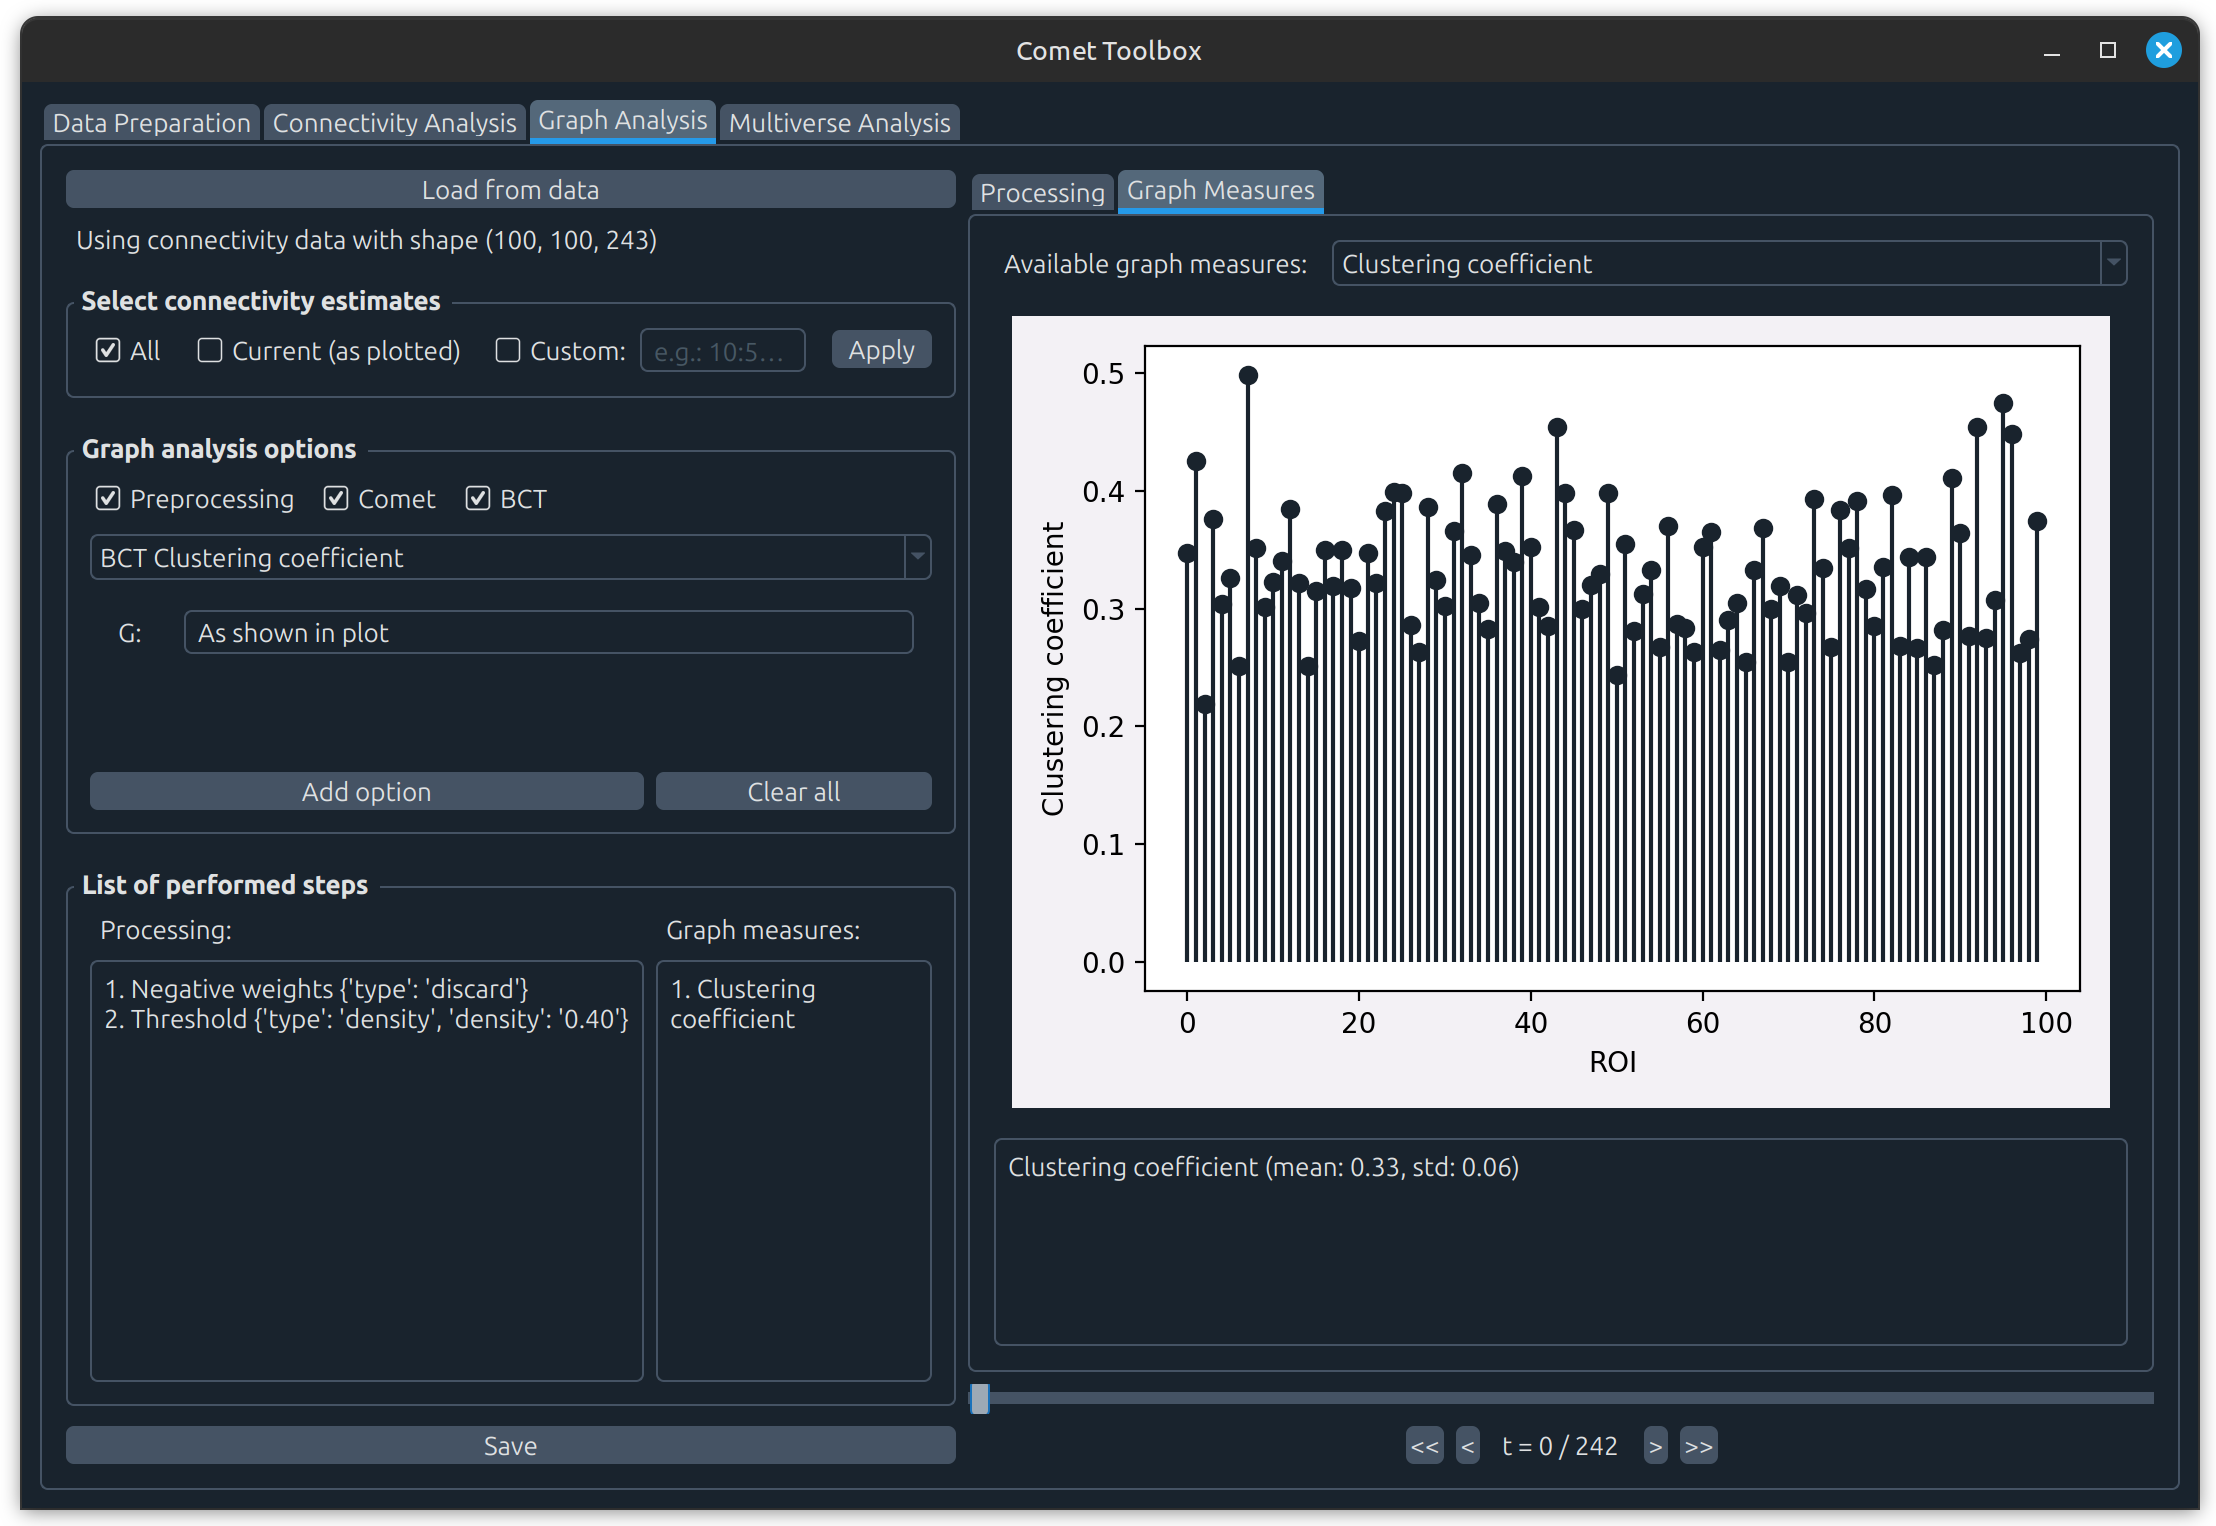 Comet Toolbox
Data Preparation
Connectivity Analysis
Graph Analysis
Multiverse Analysis
Load from data
Using connectivity data with shape (100, 100, 243)
Select connectivity estimates
All
Current (as plotted)
Custom:
e.g.: 10:5...
Apply
Graph analysis options
Preprocessing
Comet
BCT
BCT Clustering coefficient
G:
As shown in plot
Add option
Clear all
List of performed steps
Processing:
1. Negative weights {'type': 'discard'}
2. Threshold {'type': 'density', 'density': '0.40'}
Graph measures:
1. Clustering
coefficient
Save
Processing
Graph Measures
Available graph measures:
Clustering coefficient
Clustering coefficient
0.5
0.4
0.3
0.2
0.1
0.0
0
20
40
60
80
100
ROI
Clustering coefficient (mean: 0.33, std: 0.06)
<<
<
t = 0 / 242
>
>>